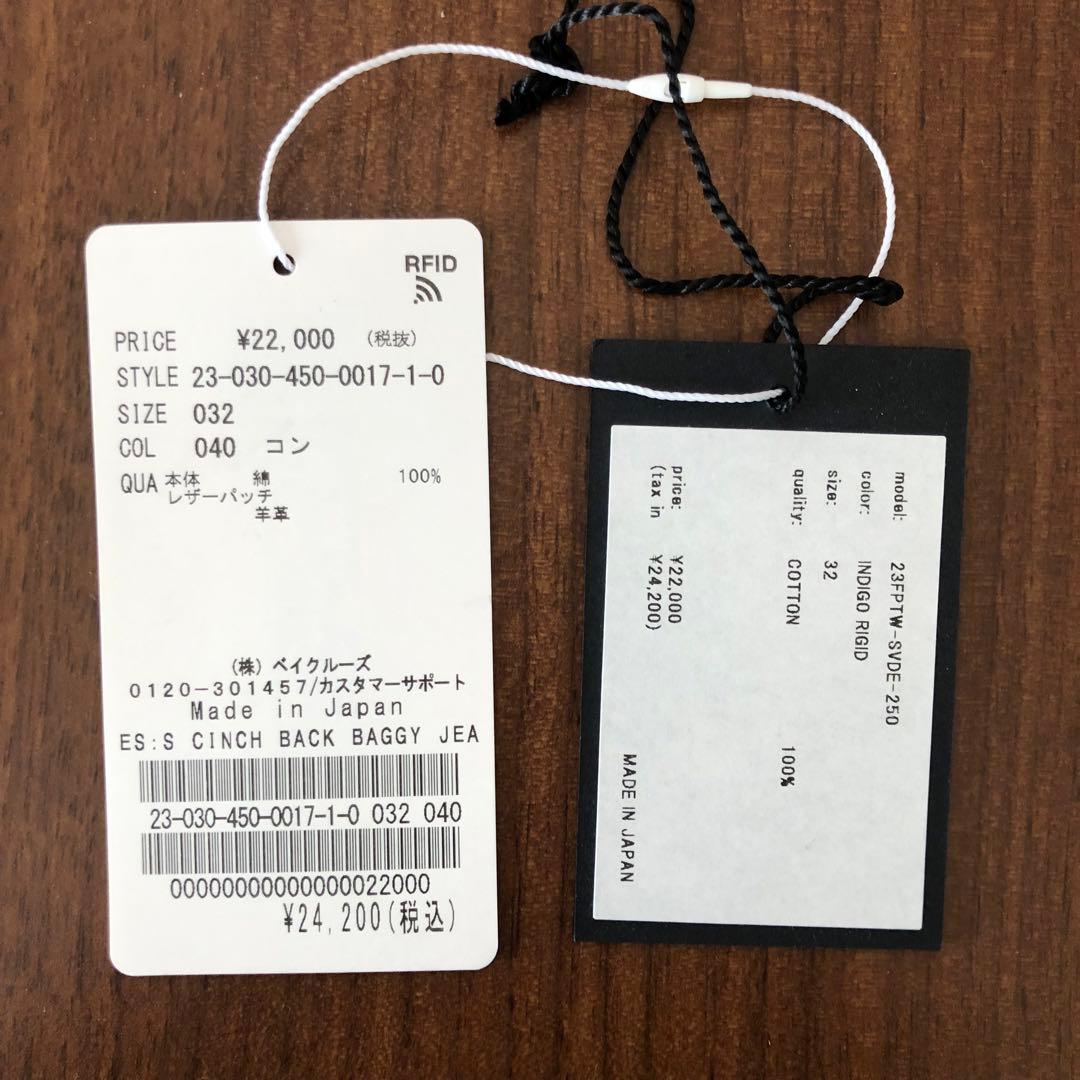 RFID
PRICE ¥22,000 (税抜)
STYLE 23-030-450-0017-1-0
SIZE 032
COL 040 コン
QUA 本体 綿 100%
レザーパッチ
羊革
(株) ベイクルーズ
0120-301457/カスタマーサポート
Made in Japan
ES:S CINCH BACK BAGGY JEA
23-030-450-0017-1-0 032 040
00000000000000022000
¥24,200(税込)
model: 23FPTW-SVDE-250
color: INDIGO RIGID
size: 32
quality: COTTON 100%
price: ¥22,000
(tax in ¥24,200)
MADE IN JAPAN